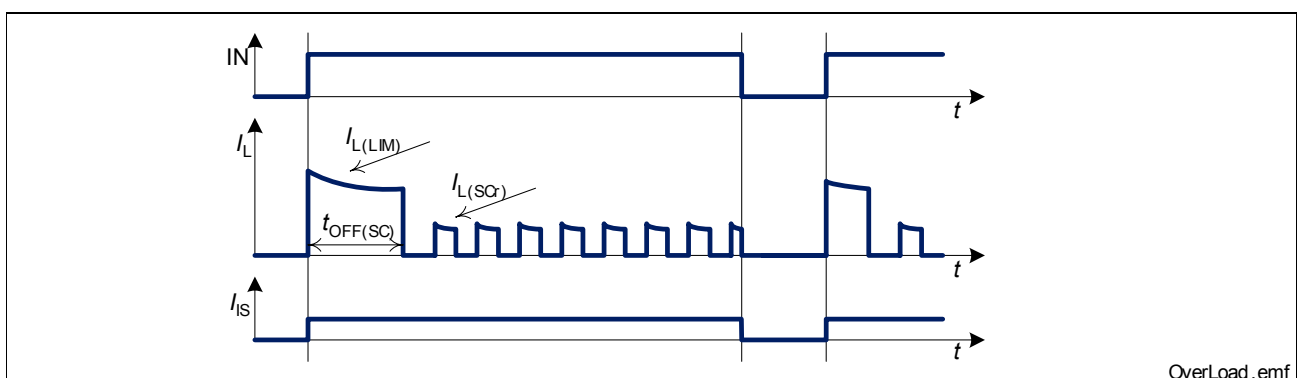 IN
t
I_L
I_L(LIM)
I_L(SCr)
t_OFF(SC)
t
I_IS
t
OverLoad.emf